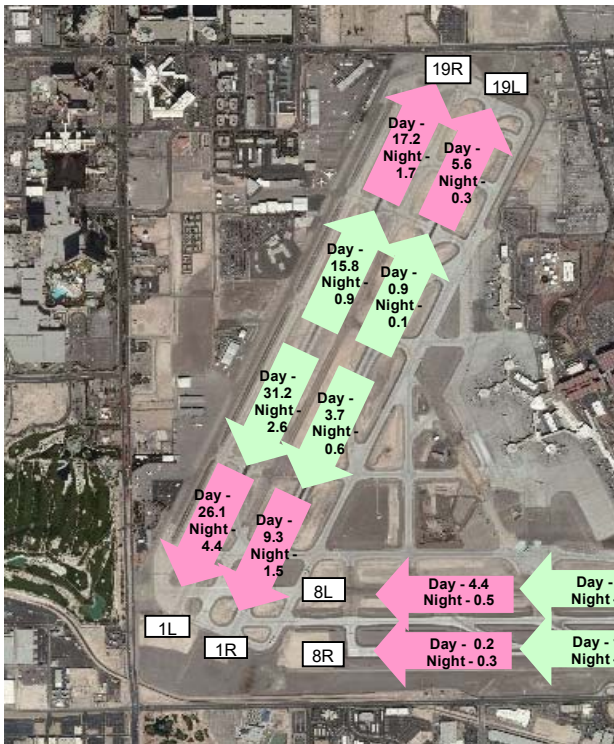 19R
19L
Day -
17.2
Night -
1.7
Day -
5.6
Night -
0.3
Day -
15.8
Night -
0.9
Day -
0.9
Night -
0.1
Day -
31.2
Night -
2.6
Day -
3.7
Night -
0.6
Day -
26.1
Night -
4.4
Day -
9.3
Night -
1.5
8L
Day - 4.4
Night - 0.5
Day -
Night -
1L
1R
8R
Day - 0.2
Night - 0.3
Day -
Night -